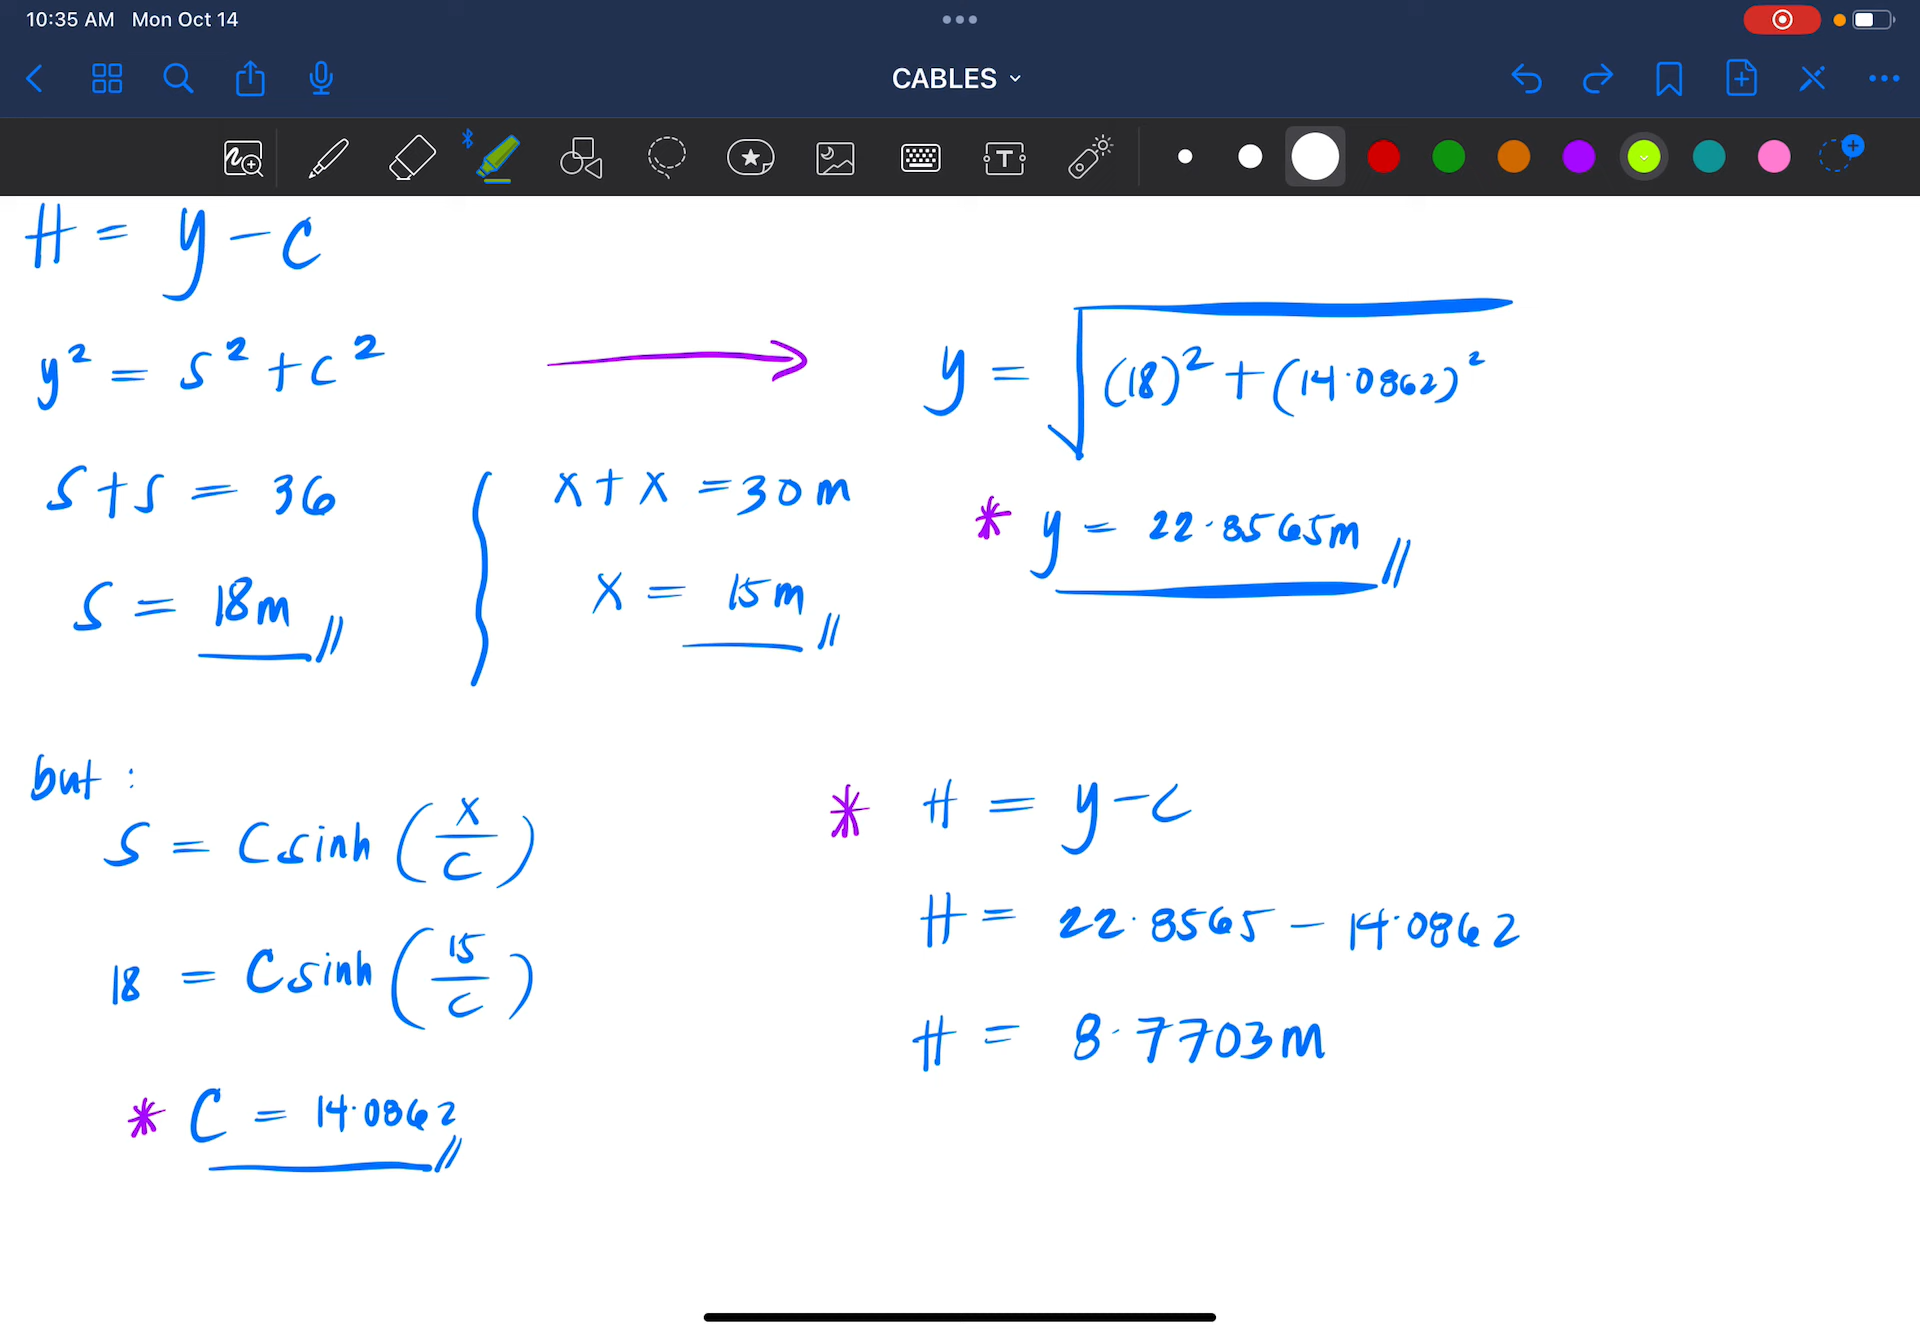 10:35 AM Mon Oct 14
CABLES
H = y - c
y² = s² + c²
s + s = 36
s = 18m
x + x = 30m
x = 15m
but :
s = c sinh (x/c)
18 = c sinh (15/c)
* c = 14.0862
y = √(18)² + (14.0862)²
* y = 22.8565m
* H = y - c
H = 22.8565 - 14.0862
H = 8.7703m